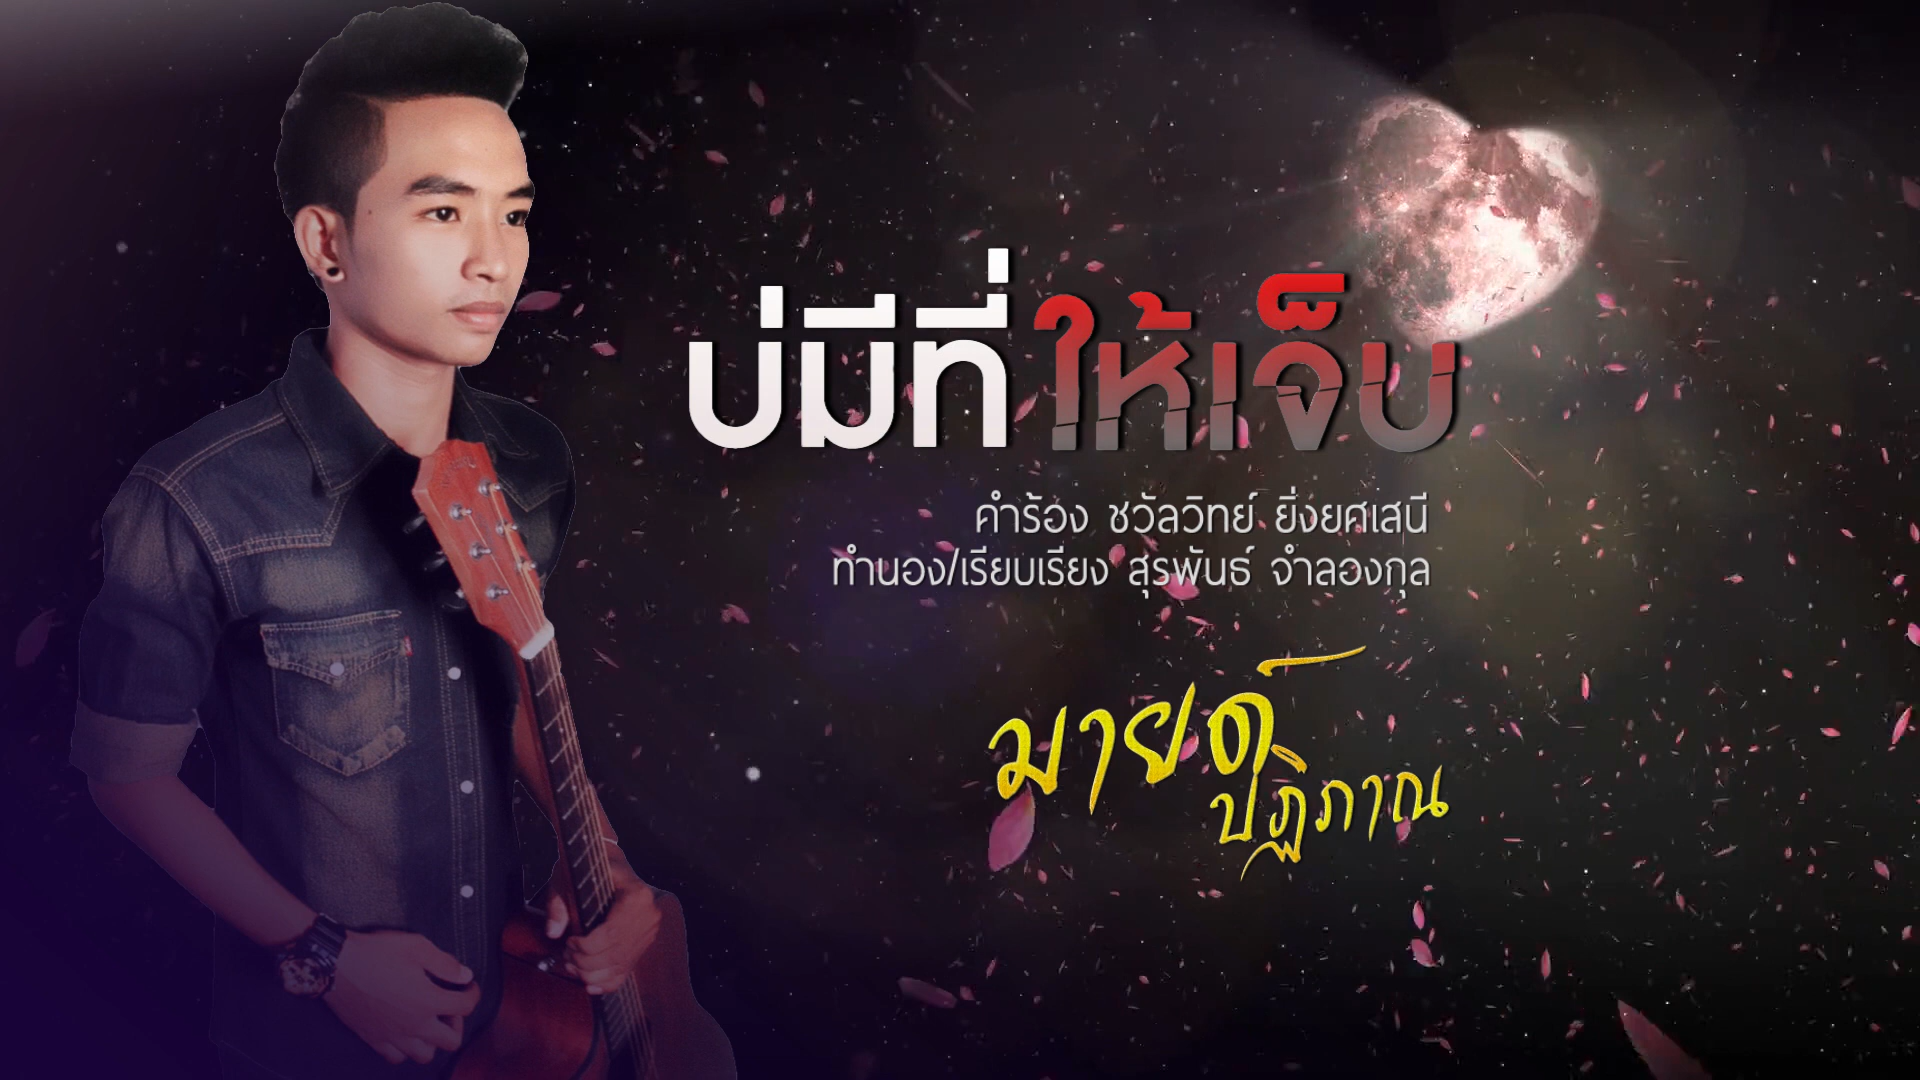 บ่มีที่ให้เจ็บ
คำร้อง ชวัลวิทย์ ยิ่งยศเสนี
ทำนอง/เรียบเรียง สุรพันธ์ จำลองกุล
มายด์
ปฏิภาณ